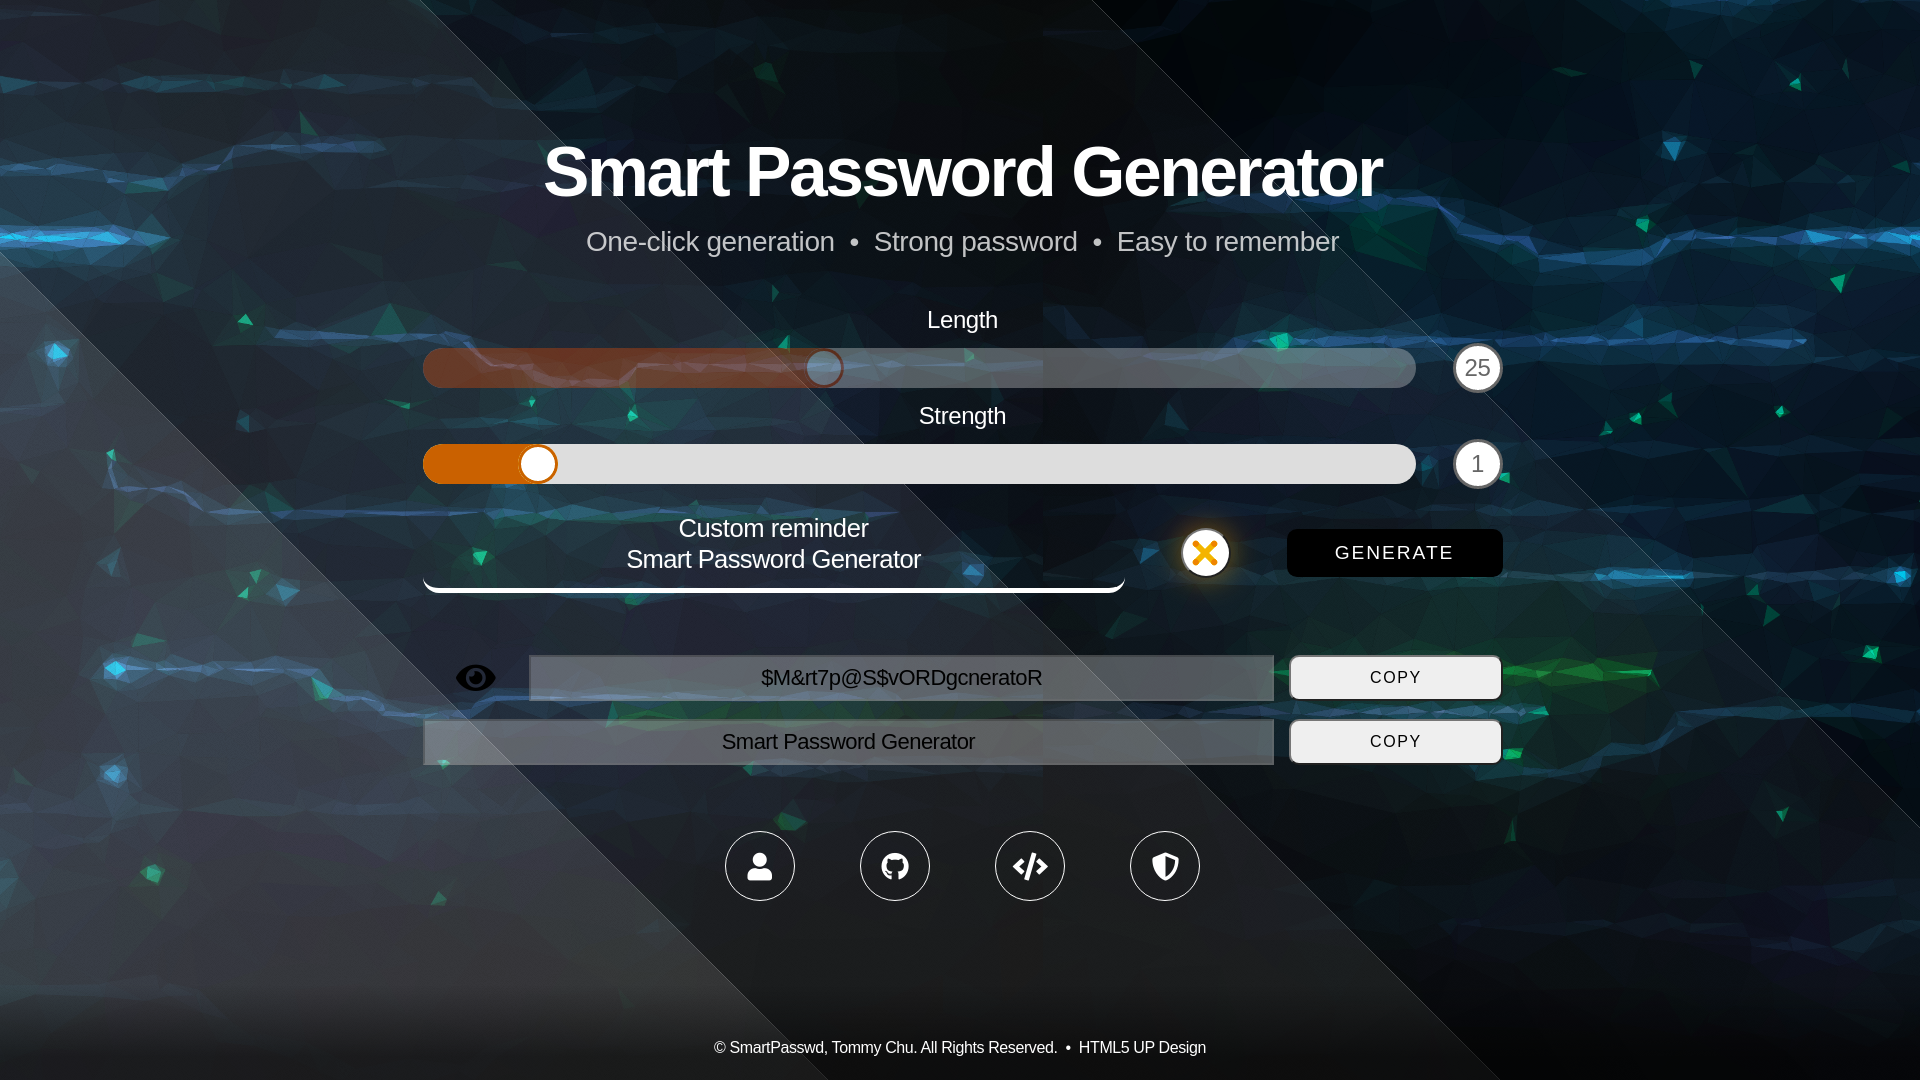 Smart Password Generator
One-click generation • Strong password • Easy to remember
Length
25
Strength
1
Custom reminder
Smart Password Generator
GENERATE
$M&rt7p@S$vORDgcneratoR
COPY
Smart Password Generator
COPY
© SmartPasswd, Tommy Chu. All Rights Reserved. • HTML5 UP Design